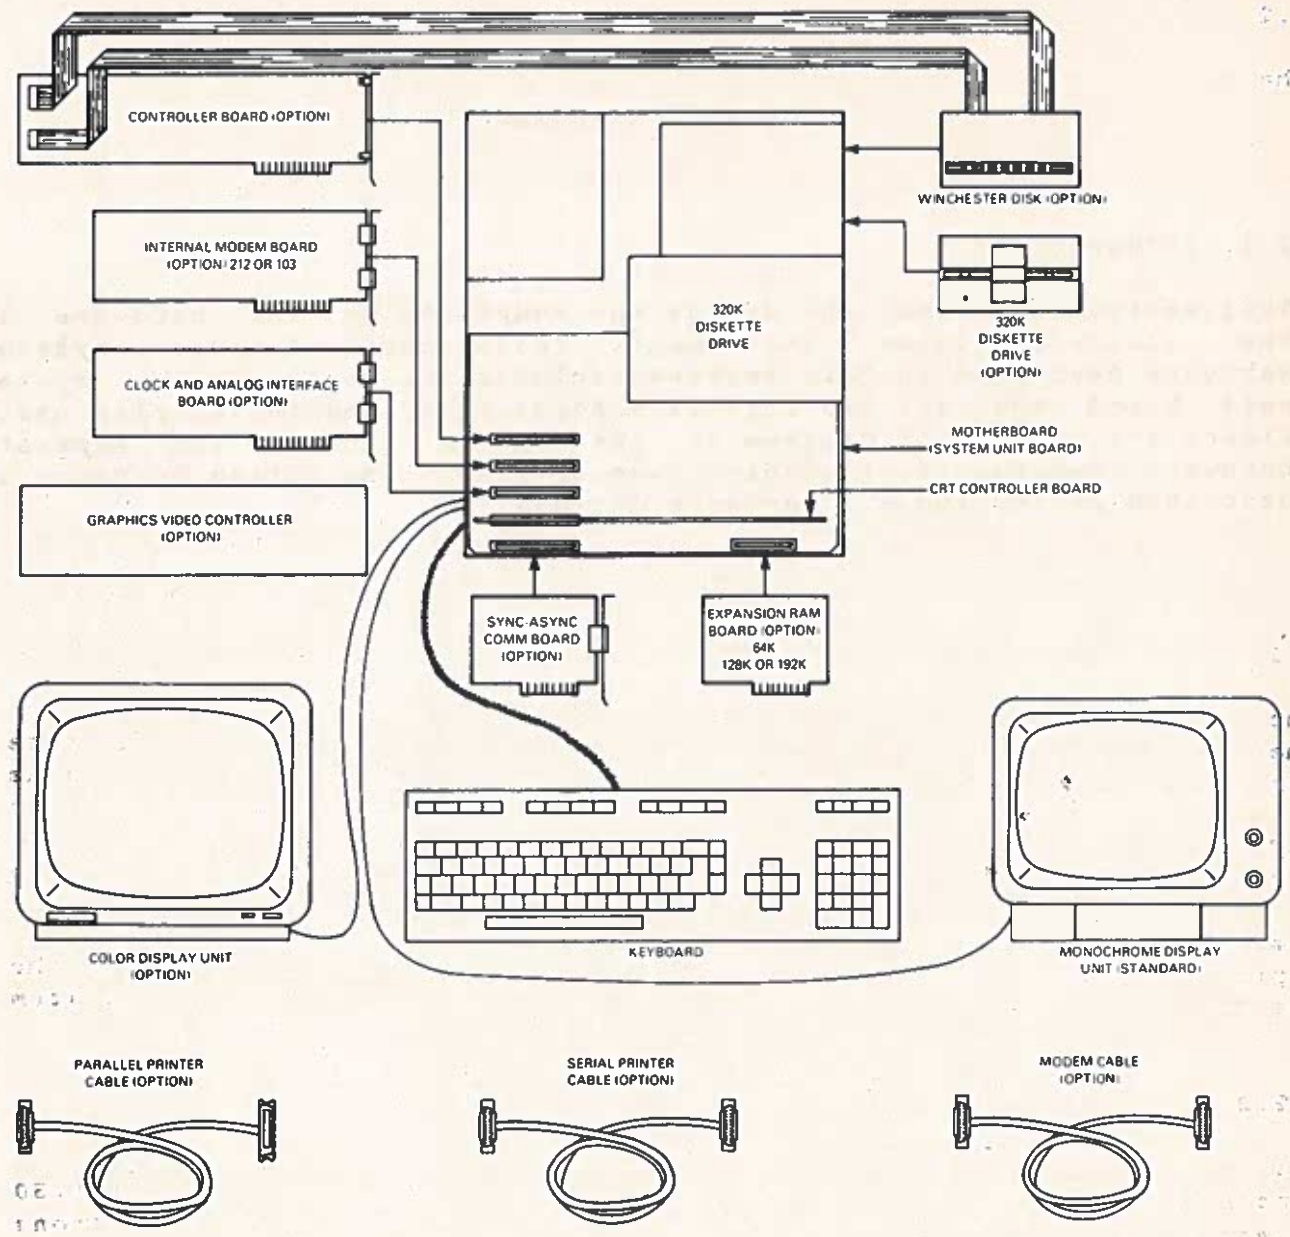 CONTROLLER BOARD (OPTION)
WINCHESTER DISK (OPTION)
INTERNAL MODEM BOARD
(OPTION) 212 OR 103
320K
DISKETTE
DRIVE
320K
DISKETTE
DRIVE
(OPTION)
CLOCK AND ANALOG INTERFACE
BOARD (OPTION)
MOTHERBOARD
(SYSTEM UNIT BOARD)
CRT CONTROLLER BOARD
GRAPHICS VIDEO CONTROLLER
(OPTION)
SYNC-ASYNC
COMM BOARD
(OPTION)
EXPANSION RAM
BOARD (OPTION)
64K
128K OR 192K
COLOR DISPLAY UNIT
(OPTION)
KEYBOARD
MONOCHROME DISPLAY
UNIT (STANDARD)
PARALLEL PRINTER
CABLE (OPTION)
SERIAL PRINTER
CABLE (OPTION)
MODEM CABLE
(OPTION)